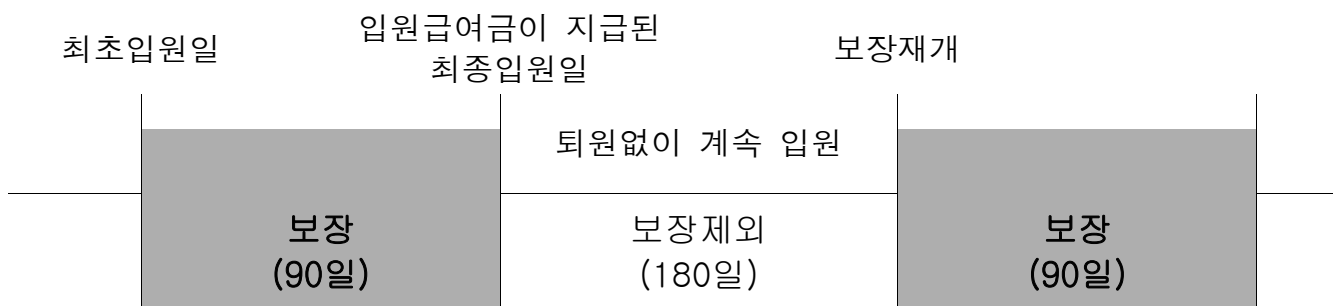 최초입원일
입원급여금이 지급된
최종입원일
보장재개
퇴원없이 계속 입원
보장
(90일)
보장제외
(180일)
보장
(90일)